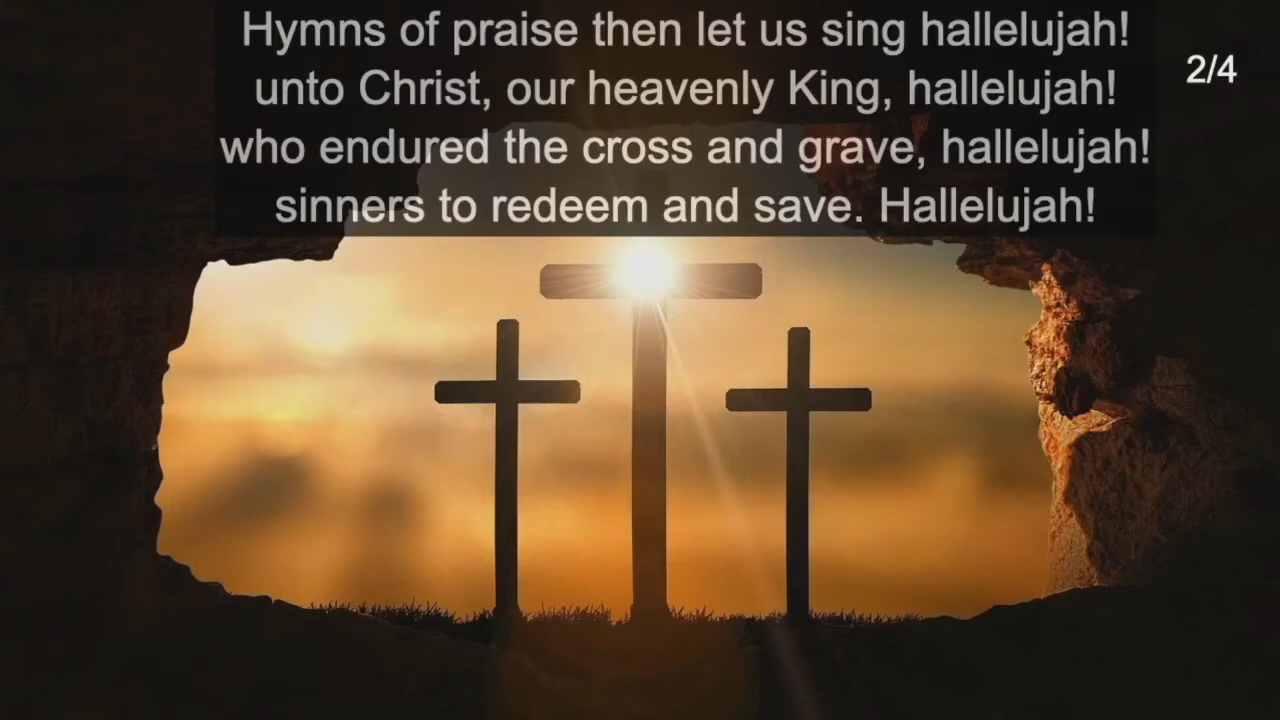 Hymns of praise then let us sing hallelujah!
2/4
unto Christ, our heavenly King, hallelujah!
who endured the cross and grave, hallelujah!
sinners to redeem and save. Hallelujah!